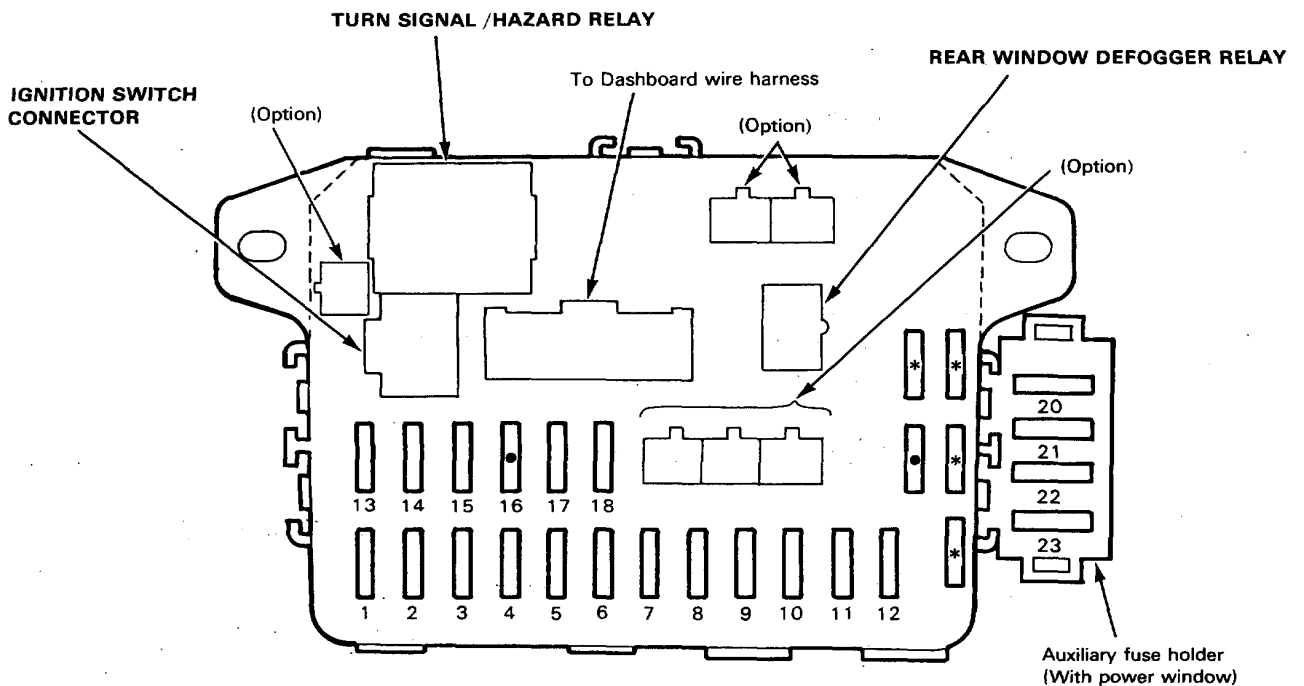 TURN SIGNAL /HAZARD RELAY
REAR WINDOW DEFOGGER RELAY
To Dashboard wire harness
IGNITION SWITCH
CONNECTOR
(Option)
(Option)
(Option)
* *
20
21
● *
22
13 14 15 16 17 18
23
*
1 2 3 4 5 6 7 8 9 10 11 12
Auxiliary fuse holder
(With power window)